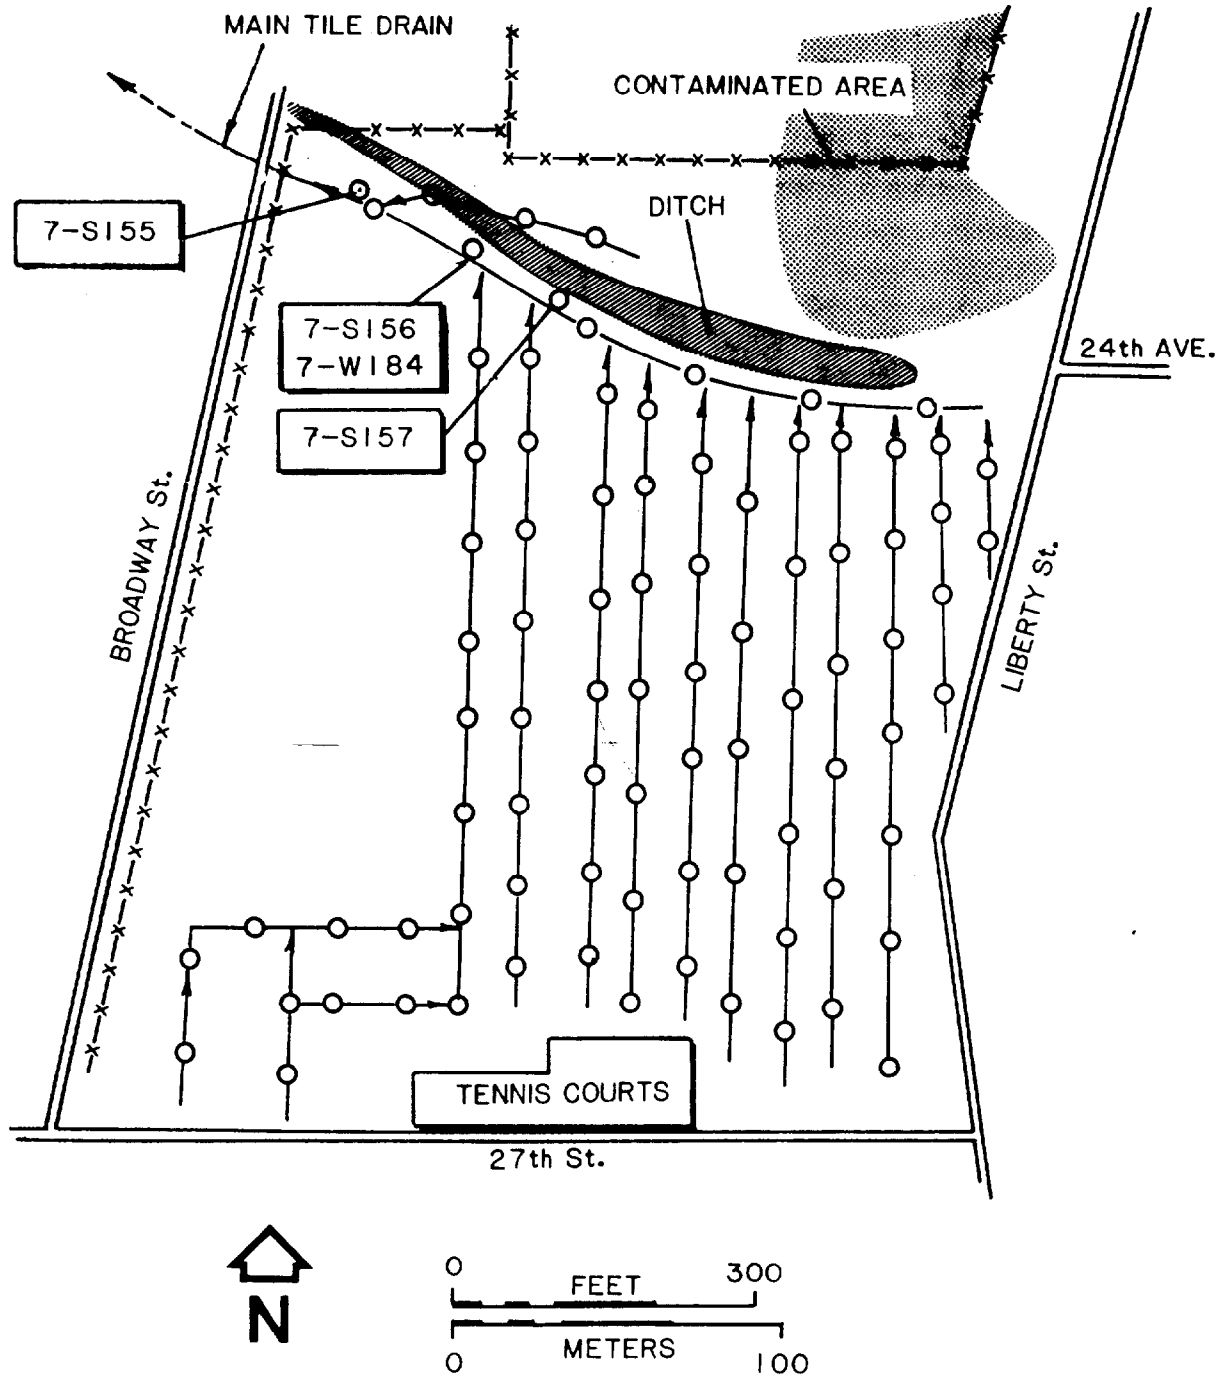 MAIN TILE DRAIN
CONTAMINATED AREA
7-S155
DITCH
7-S156
7-W184
24th AVE.
7-S157
BROADWAY St.
LIBERTY St.
TENNIS COURTS
27th St.
N
0 300
FEET
METERS
0 100